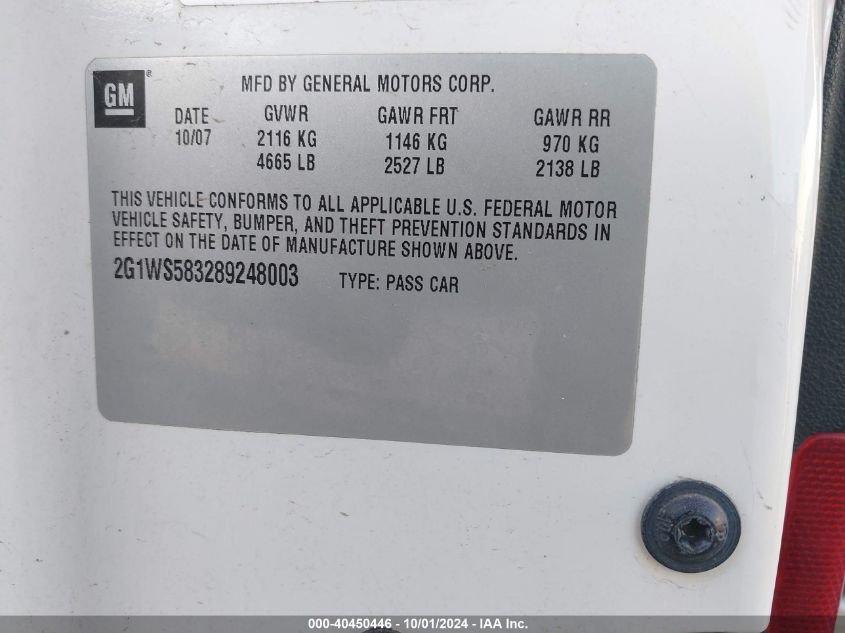 GM ®
MFD BY GENERAL MOTORS CORP.
DATE GVWR GAWR FRT GAWR RR
10/07 2116 KG 1146 KG 970 KG
4665 LB 2527 LB 2138 LB
THIS VEHICLE CONFORMS TO ALL APPLICABLE U.S. FEDERAL MOTOR
VEHICLE SAFETY, BUMPER, AND THEFT PREVENTION STANDARDS IN
EFFECT ON THE DATE OF MANUFACTURE SHOWN ABOVE.
2G1WS583289248003 TYPE: PASS CAR
000-40450446 - 10/01/2024 - IAA Inc.